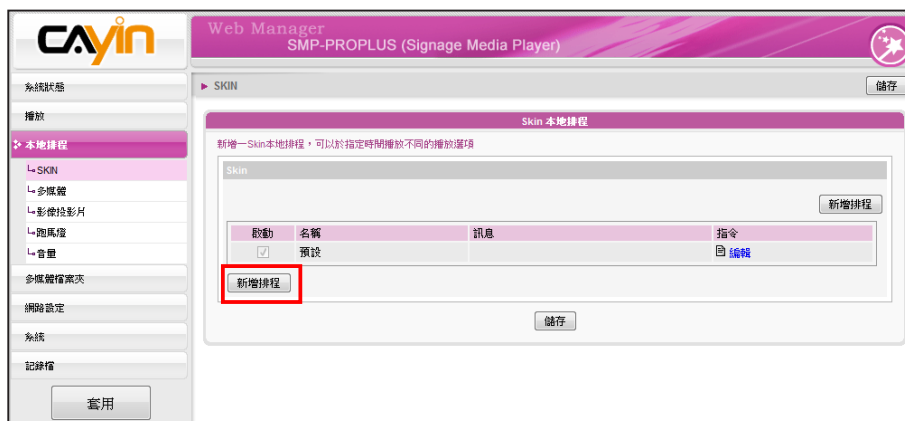 CAYIN
Web Manager
SMP-PROPLUS (Signage Media Player)
系統狀態
播放
本地排程
SKIN
多媒體
影像投影片
跑馬燈
音量
多媒體檔案夾
網路設定
系統
記錄檔
套用
SKIN
儲存
Skin 本地排程
新增一Skin本地排程，可以於指定時間播放不同的播放選項
Skin
新增排程
啟動 名稱 訊息 指令
預設 編輯
新增排程
儲存